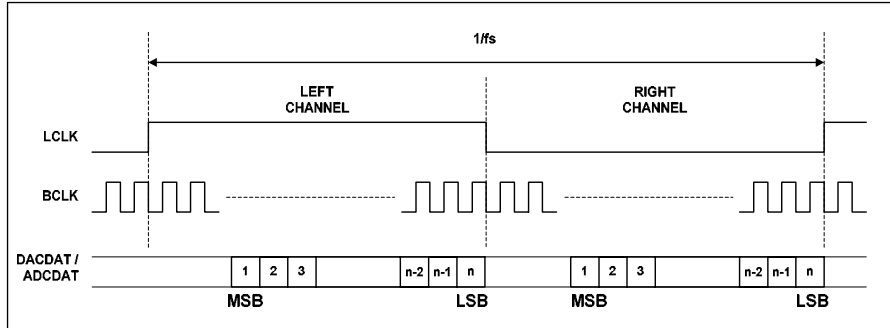 1/fs
LEFT
CHANNEL
RIGHT
CHANNEL
LCLK
BCLK
DACDAT /
ADCDAT
1 2 3 n-2 n-1 n 1 2 3 n-2 n-1 n
MSB LSB MSB LSB